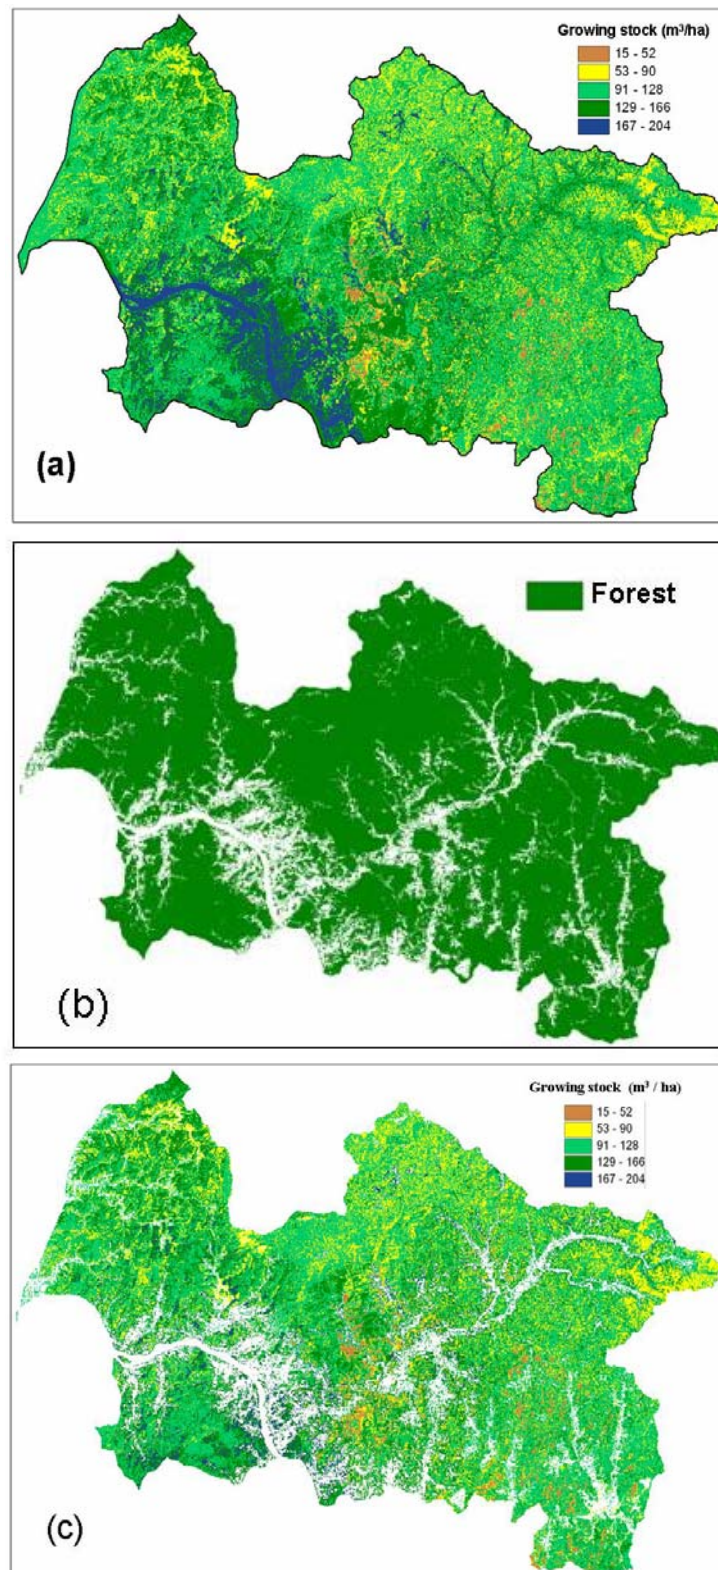 Growing stock (m³/ha)
15 - 52
53 - 90
91 - 128
129 - 166
167 - 204
(a)
Forest
(b)
Growing stock (m³ / ha)
15 - 52
53 - 90
91 - 128
129 - 166
167 - 204
(c)